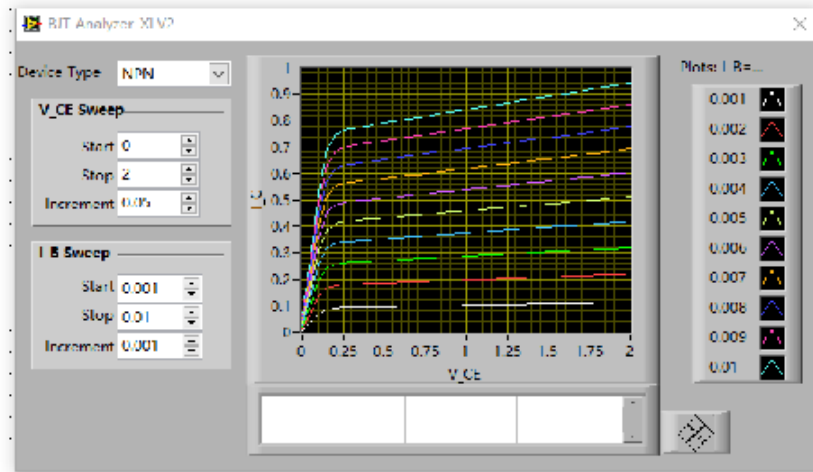 BJT Analyzer-XLV2
Device Type NPN
V_CE Sweep
Start 0
Stop 2
Increment 0.05
I_B Sweep
Start 0.001
Stop 0.01
Increment 0.001
1
0.9
0.8
0.7
0.6
0.5
0.4
0.3
0.2
0.1
0
I_C
0 0.25 0.5 0.75 1 1.25 1.5 1.75 2
V_CE
Plots: I_B=...
0.001
0.002
0.003
0.004
0.005
0.006
0.007
0.008
0.009
0.01